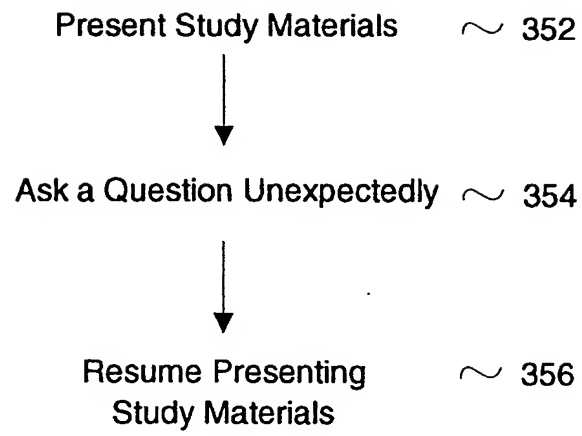 Present Study Materials ~ 352
Ask a Question Unexpectedly ~ 354
Resume Presenting ~ 356
Study Materials